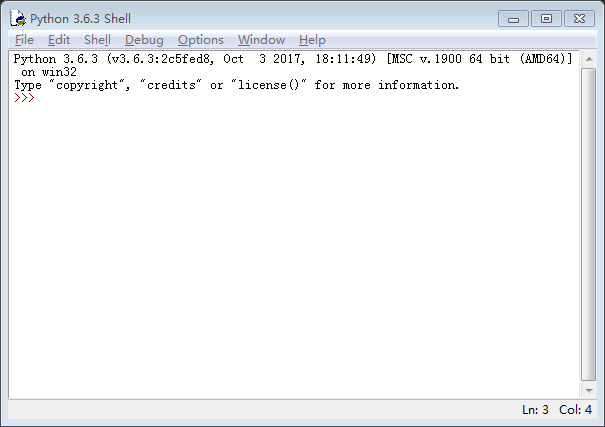 Python 3.6.3 Shell
File Edit Shell Debug Options Window Help
Python 3.6.3 (v3.6.3:2c5fed8, Oct  3 2017, 18:11:49) [MSC v.1900 64 bit (AMD64)]
 on win32
Type "copyright", "credits" or "license()" for more information.
>>>
Ln: 3 Col: 4